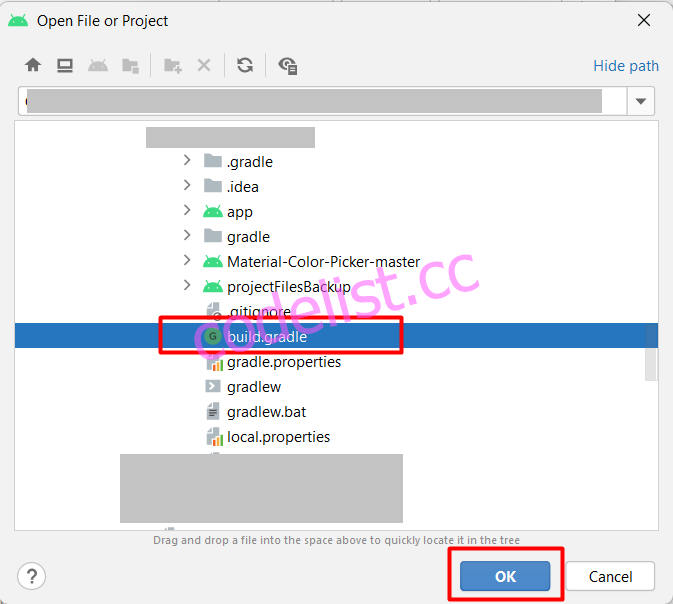 Open File or Project
Hide path
.gradle
.idea
app
gradle
Material-Color-Picker-master
projectFilesBackup
.gitignore
build.gradle
gradle.properties
gradlew
gradlew.bat
local.properties
codelist.cc
Drag and drop a file into the space above to quickly locate it in the tree
?
OK
Cancel